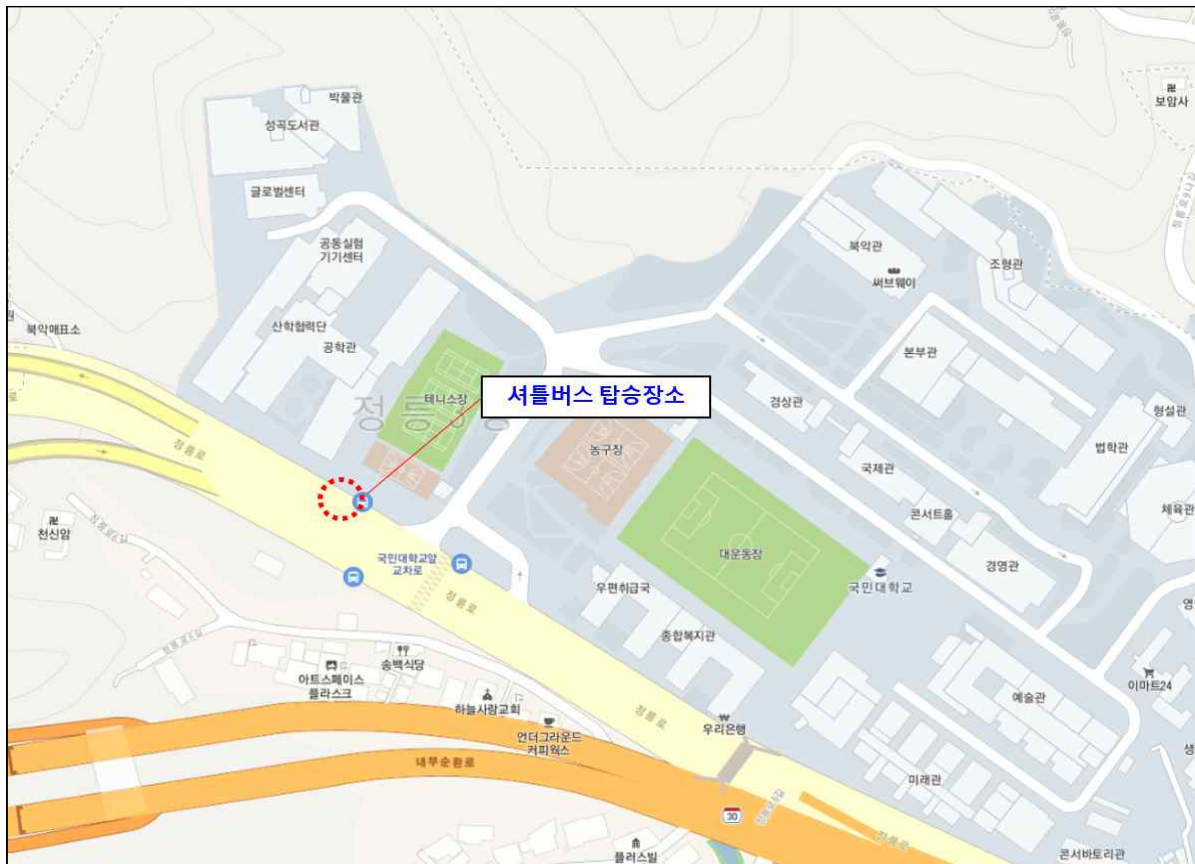 박물관
성곡도서관
보암사
글로벌센터
공동실험
기기센터
북악관
써브웨이
조형관
북악매표소
산학협력단
공학관
본부관
테니스장
셔틀버스 탑승장소
경상관
형설관
정릉로
농구장
법학관
국제관
콘서트홀
체육관
천신암
국민대학교앞
교차로
대운동장
경영관
국민대학교
우편취급국
정릉로
종합복지관
송백식당
아트스페이스
플라스크
하늘사랑교회
이마트24
예술관
정릉로
우리은행
언더그라운드
커피웍스
내부순환로
미래관
30
정릉로
플러스빌
콘서바토리관